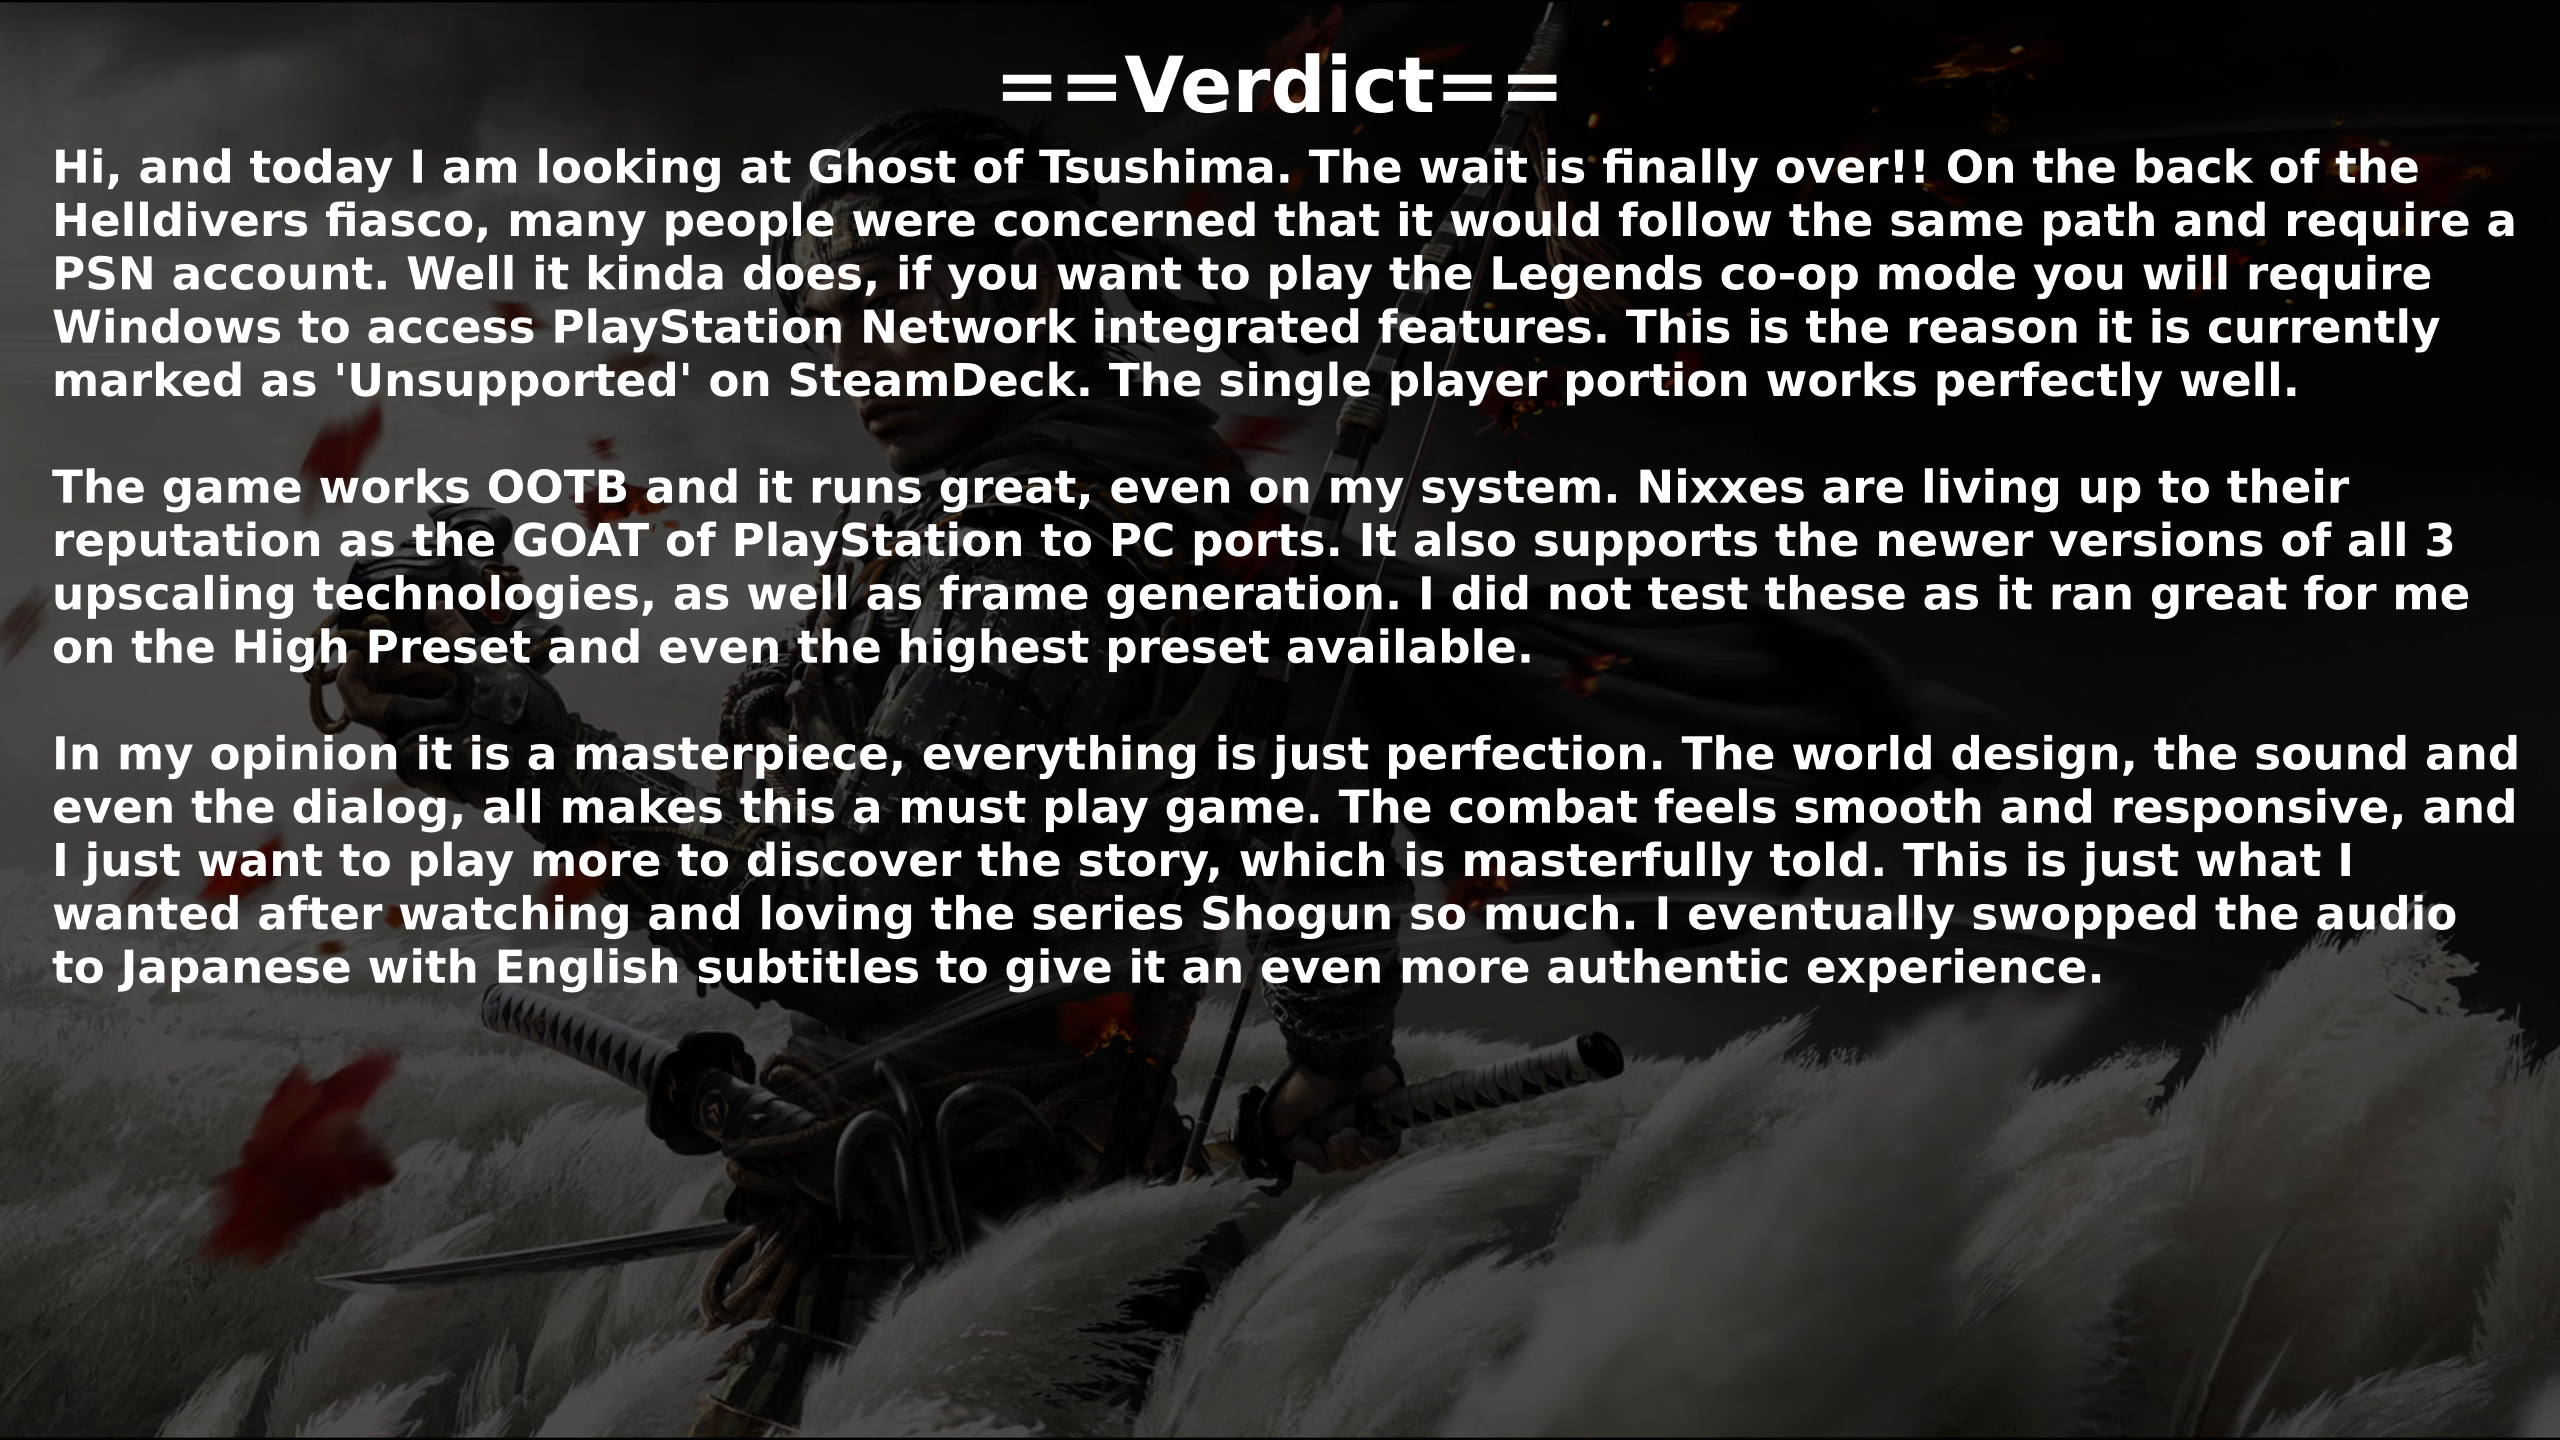 ==Verdict==
Hi, and today I am looking at Ghost of Tsushima. The wait is finally over!! On the back of the
Helldivers fiasco, many people were concerned that it would follow the same path and require a
PSN account. Well it kinda does, if you want to play the Legends co-op mode you will require
Windows to access PlayStation Network integrated features. This is the reason it is currently
marked as 'Unsupported' on SteamDeck. The single player portion works perfectly well.
The game works OOTB and it runs great, even on my system. Nixxes are living up to their
reputation as the GOAT of PlayStation to PC ports. It also supports the newer versions of all 3
upscaling technologies, as well as frame generation. I did not test these as it ran great for me
on the High Preset and even the highest preset available.
In my opinion it is a masterpiece, everything is just perfection. The world design, the sound and
even the dialog, all makes this a must play game. The combat feels smooth and responsive, and
I just want to play more to discover the story, which is masterfully told. This is just what I
wanted after watching and loving the series Shogun so much. I eventually swopped the audio
to Japanese with English subtitles to give it an even more authentic experience.